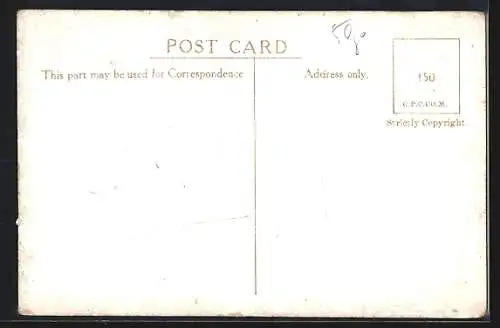 POST CARD
This part may be used for Correspondence
Address only.
150
C.P.C.CO.M.
Strictly Copyright.